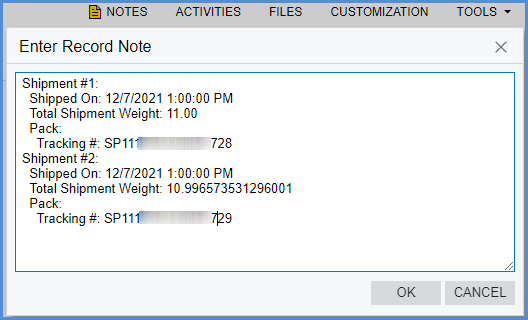 NOTES ACTIVITIES FILES CUSTOMIZATION TOOLS
Enter Record Note
Shipment #1:
Shipped On: 12/7/2021 1:00:00 PM
Total Shipment Weight: 11.00
Pack:
Tracking #: SP111 728
Shipment #2:
Shipped On: 12/7/2021 1:00:00 PM
Total Shipment Weight: 10.996573531296001
Pack:
Tracking #: SP111 729
OK CANCEL